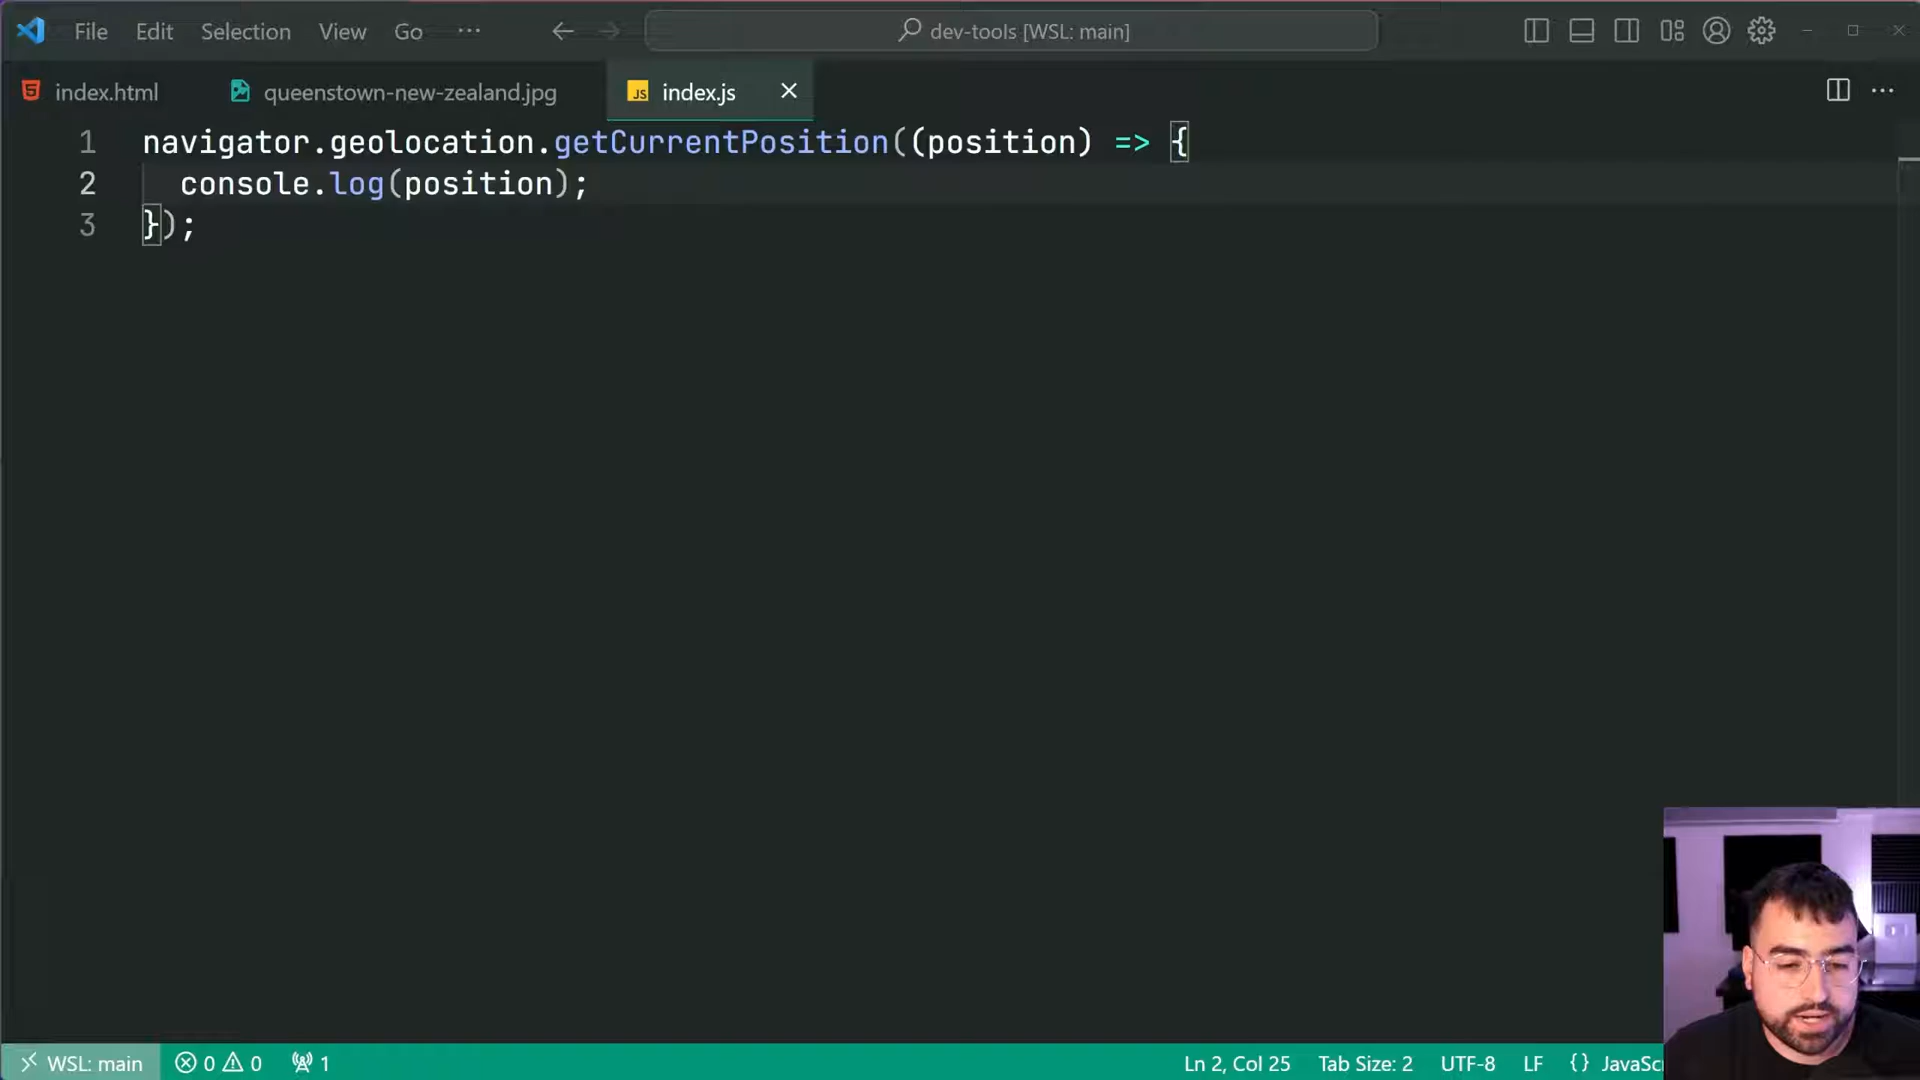 File Edit Selection View Go ··· dev-tools [WSL: main]
index.html queenstown-new-zealand.jpg JS index.js
1 navigator.geolocation.getCurrentPosition((position) => {
2 console.log(position);
3 });
WSL: main 0 0 1 Ln 2, Col 25 Tab Size: 2 UTF-8 LF {} JavaScr